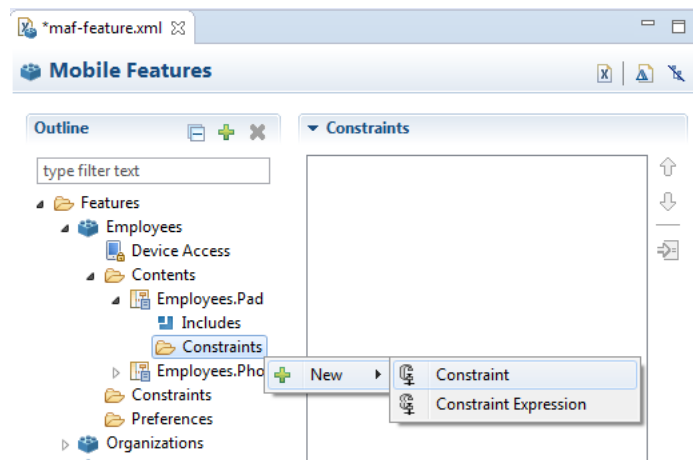 *maf-feature.xml
Mobile Features
Outline
Constraints
type filter text
Features
Employees
Device Access
Contents
Employees.Pad
Includes
Constraints
Employees.Pho
New
Constraint
Constraint Expression
Constraints
Preferences
Organizations